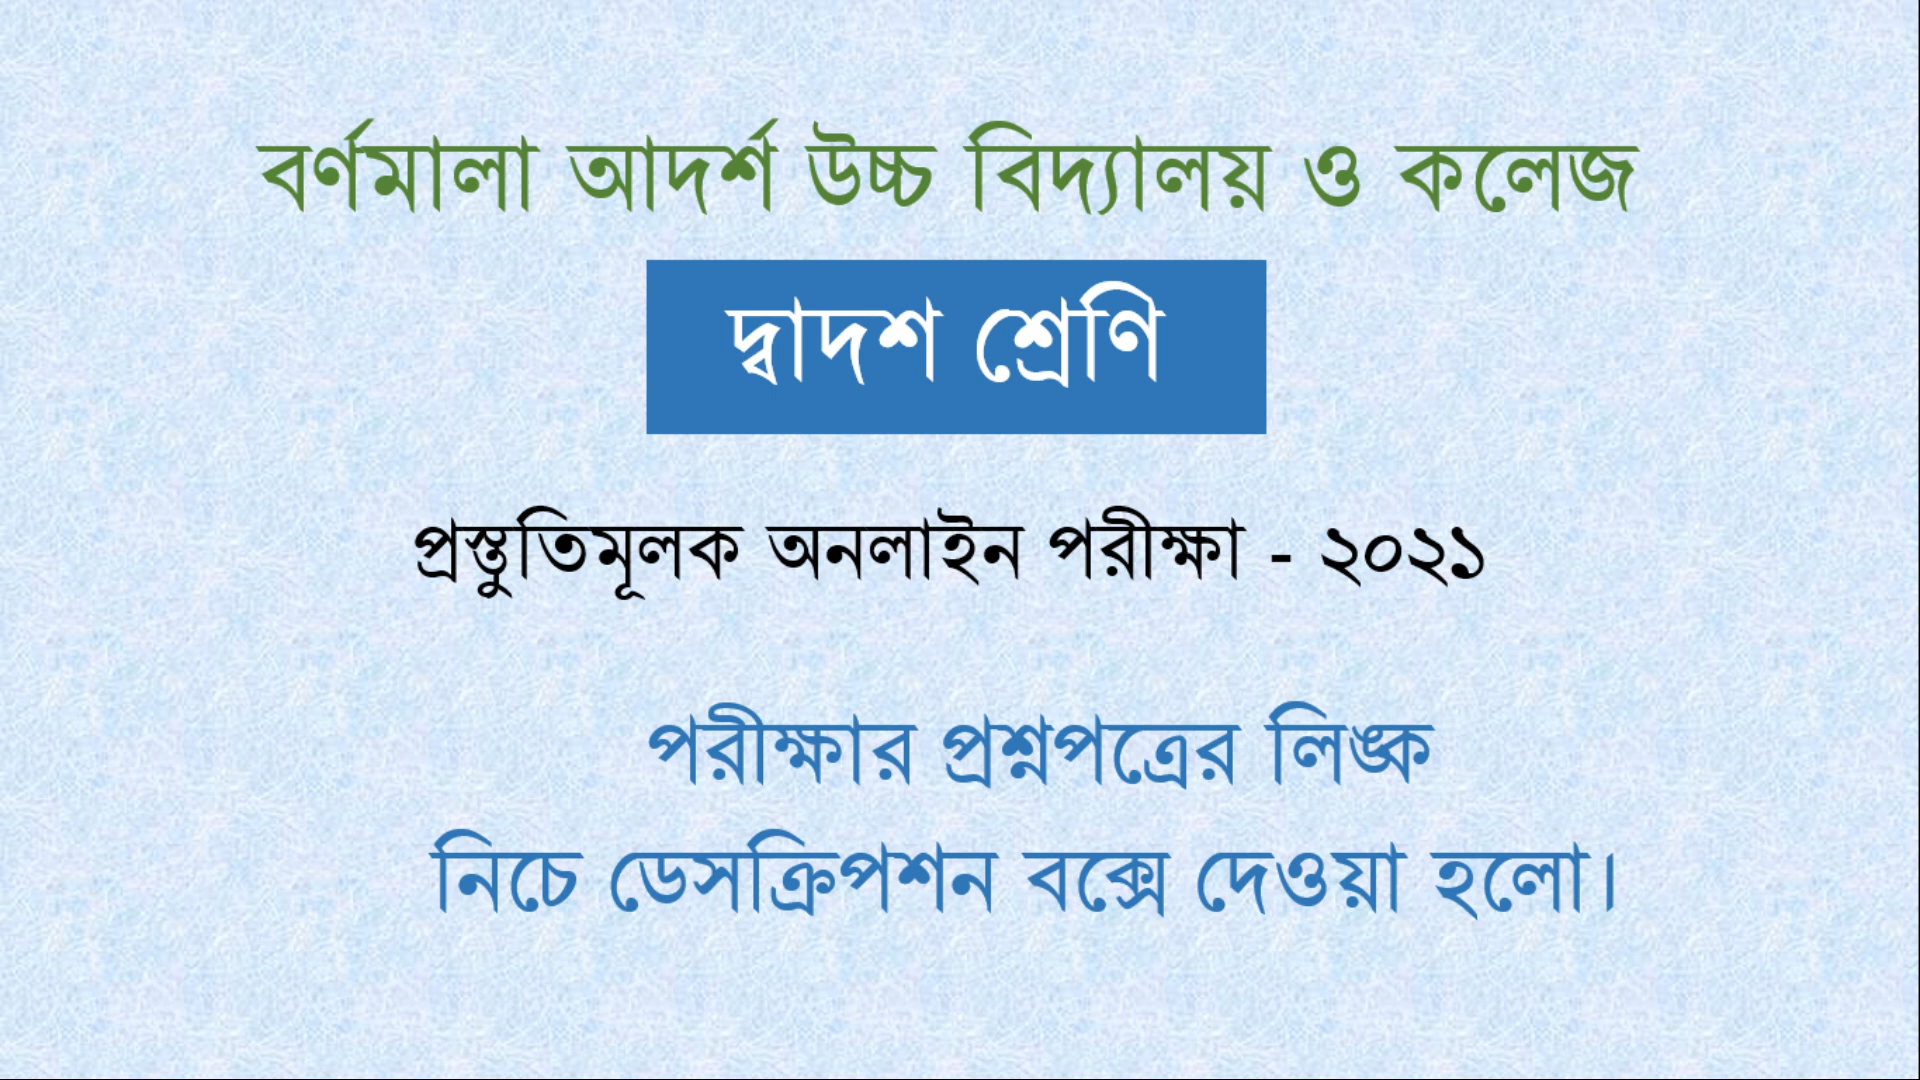 বর্ণমালা আদর্শ উচ্চ বিদ্যালয় ও কলেজ
দ্বাদশ শ্রেণি
প্রস্তুতিমূলক অনলাইন পরীক্ষা - ২০২১
পরীক্ষার প্রশ্নপত্রের লিঙ্ক
নিচে ডেসক্রিপশন বক্সে দেওয়া হলো।